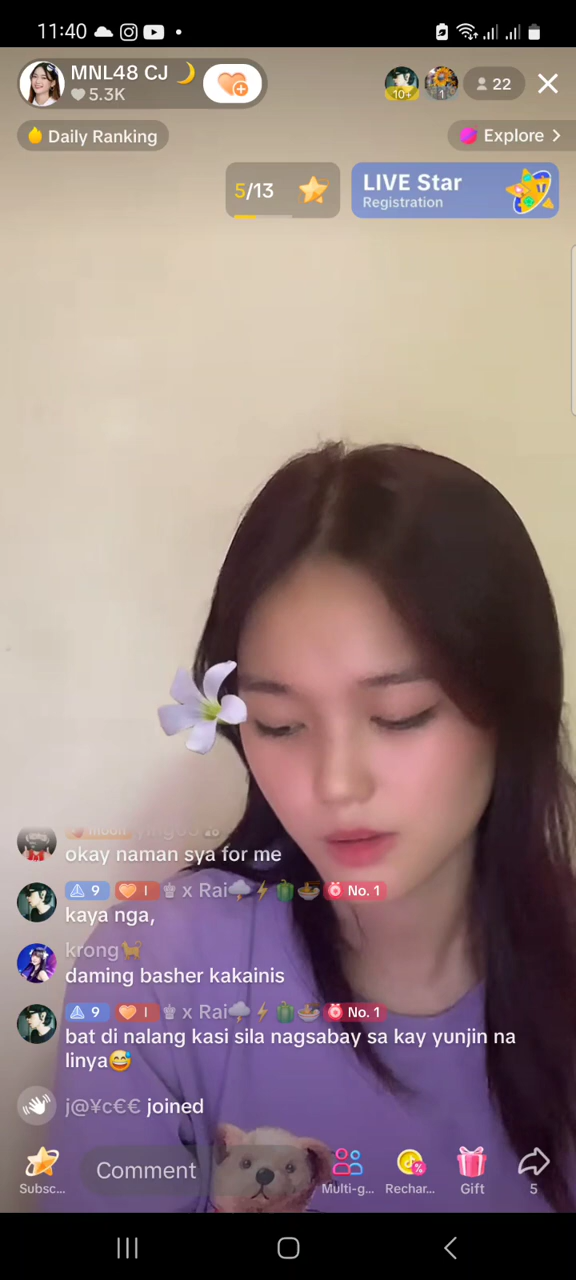 11:40
MNL48 CJ 🌙
5.3K
10+
1
22
Daily Ranking
Explore >
5/13
LIVE Star
Registration
okay naman sya for me
9 I x Rai🌩️⚡🎁🍜 No. 1
kaya nga,
krong🐈
daming basher kakainis
9 I x Rai🌩️⚡🎁🍜 No. 1
bat di nalang kasi sila nagsabay sa kay yunjin na
linya😅
j@¥c€€ joined
Subsc...
Comment
Multi-g...
Rechar...
Gift
5